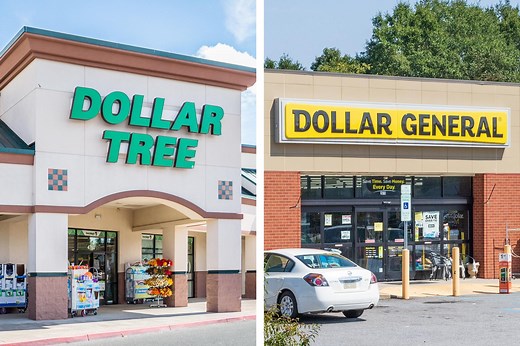 DOLLAR
TREE
DOLLAR GENERAL
Save Time. Save Money.
Every Day!
SAVE